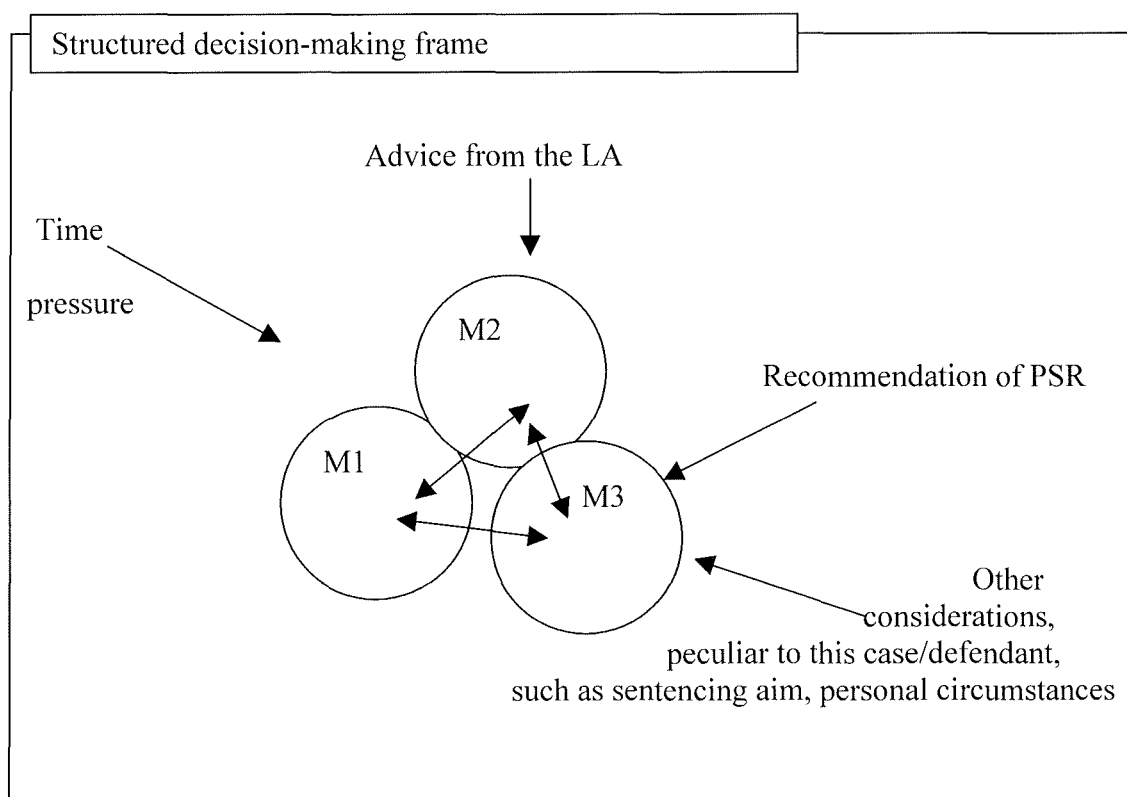 Structured decision-making frame
Advice from the LA
Time
pressure
M2
Recommendation of PSR
M1
M3
Other
considerations,
peculiar to this case/defendant,
such as sentencing aim, personal circumstances